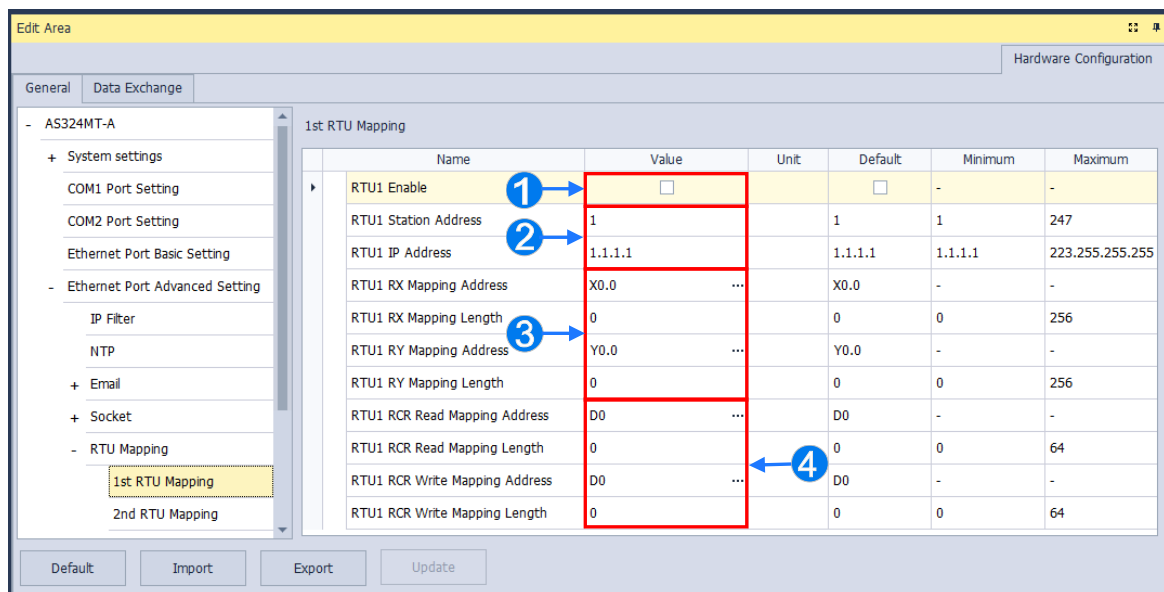 Edit Area
Hardware Configuration
General Data Exchange
- AS324MT-A
+ System settings
COM1 Port Setting
COM2 Port Setting
Ethernet Port Basic Setting
- Ethernet Port Advanced Setting
IP Filter
NTP
+ Email
+ Socket
- RTU Mapping
1st RTU Mapping
2nd RTU Mapping
1st RTU Mapping
Name Value Unit Default Minimum Maximum
RTU1 Enable 1 - -
RTU1 Station Address 1 1 1 247
2
RTU1 IP Address 1.1.1.1 1.1.1.1 1.1.1.1 223.255.255.255
RTU1 RX Mapping Address X0.0 ... X0.0 - -
RTU1 RX Mapping Length 0 0 0 256
3
RTU1 RY Mapping Address Y0.0 ... Y0.0 - -
RTU1 RY Mapping Length 0 0 0 256
RTU1 RCR Read Mapping Address D0 ... D0 - -
RTU1 RCR Read Mapping Length 0 0 0 64
4
RTU1 RCR Write Mapping Address D0 ... D0 - -
RTU1 RCR Write Mapping Length 0 0 0 64
Default Import Export Update